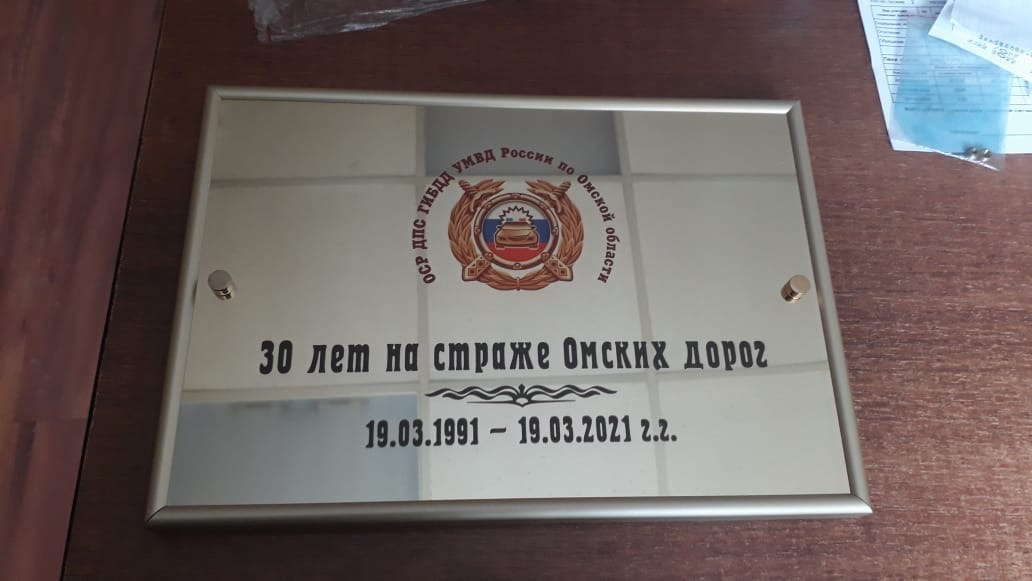 ОСР ДПС ГИБДД УМВД России по Омской области
30 лет на страже Омских дорог
19.03.1991 – 19.03.2021 г.г.